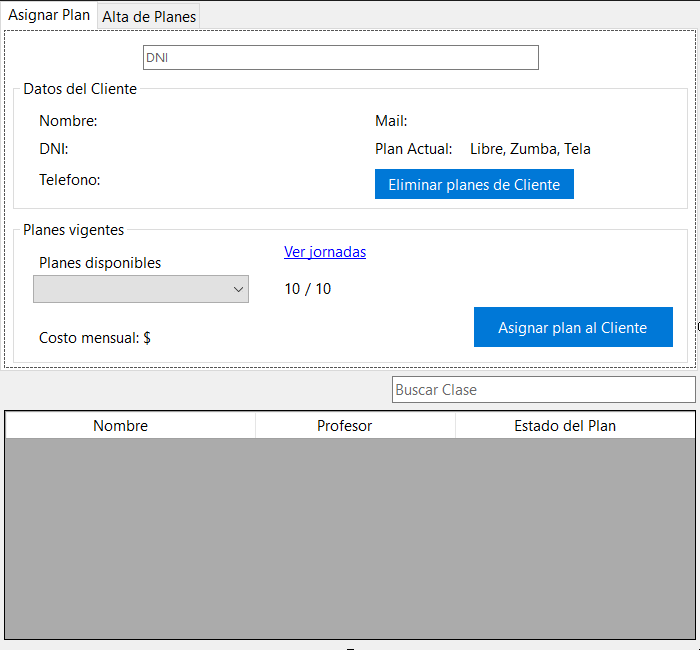 Asignar Plan Alta de Planes
DNI
Datos del Cliente
Nombre: Mail:
DNI: Plan Actual: Libre, Zumba, Tela
Telefono: Eliminar planes de Cliente
Planes vigentes
Ver jornadas
Planes disponibles
10 / 10
Asignar plan al Cliente
Costo mensual: $
Buscar Clase
Nombre Profesor Estado del Plan